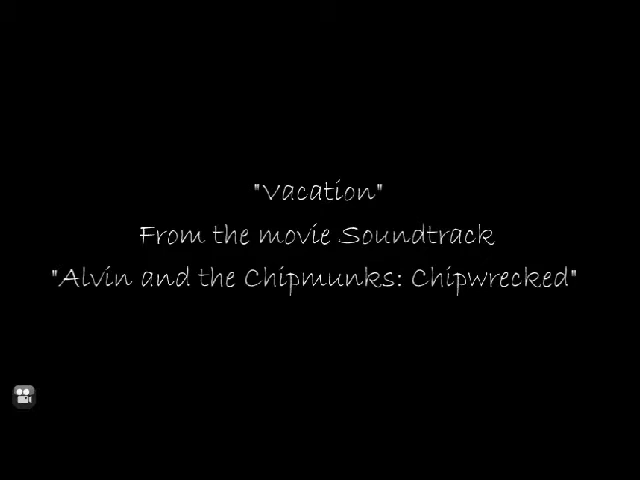 "Vacation"
From the movie Soundtrack
"Alvin and the Chipmunks: Chipwrecked"